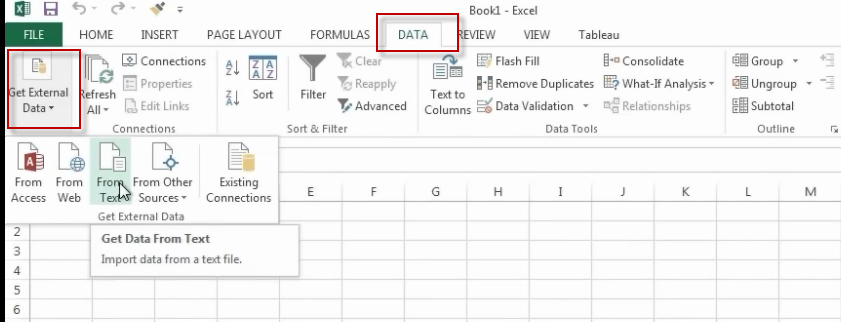 Book1 - Excel
FILE HOME INSERT PAGE LAYOUT FORMULAS DATA REVIEW VIEW Tableau
Get External
Data
Refresh
All
Connections
Properties
Edit Links
Connections
Sort
Filter
Clear
Reapply
Advanced
Sort & Filter
Text to
Columns
Flash Fill
Remove Duplicates
Data Validation
Consolidate
What-If Analysis
Relationships
Data Tools
Group
Ungroup
Subtotal
Outline
From
Access
From
Web
From
Text
From Other
Sources
Existing
Connections
Get External Data
E F G H I J K L M
Get Data From Text
Import data from a text file.
2
3
4
5
6